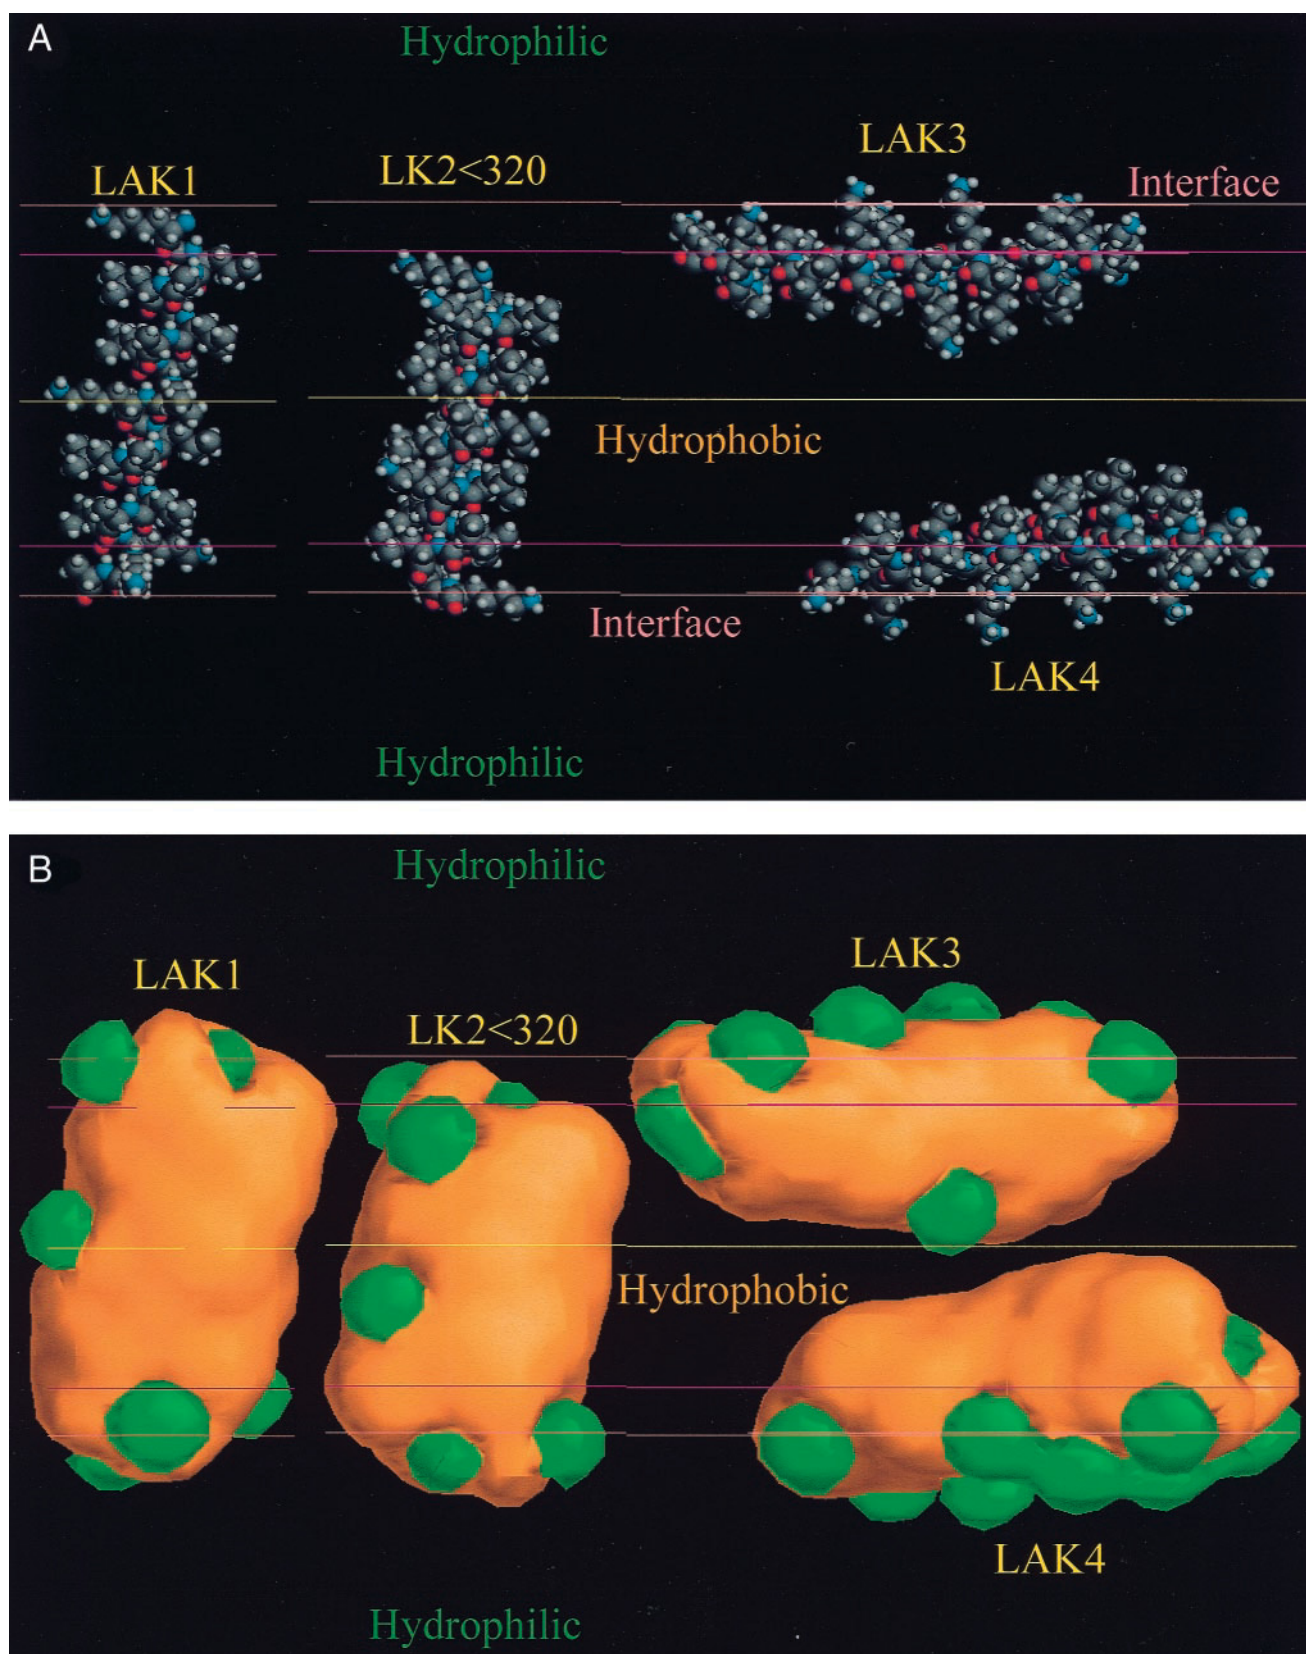 A
Hydrophilic
LAK3
LK2<320
LAK1
Interface
Hydrophobic
Interface
LAK4
Hydrophilic
B
Hydrophilic
LAK3
LAK1
LK2<320
Hydrophobic
LAK4
Hydrophilic